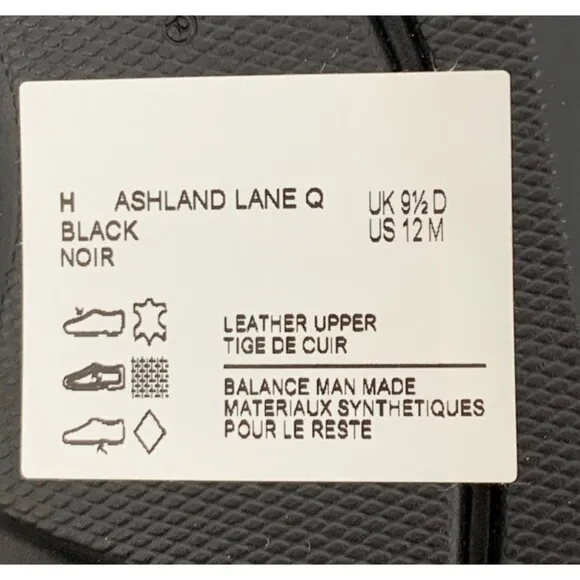 ®
H ASHLAND LANE Q UK 9½ D
BLACK US 12 M
NOIR
LEATHER UPPER
TIGE DE CUIR
BALANCE MAN MADE
MATERIAUX SYNTHETIQUES
POUR LE RESTE